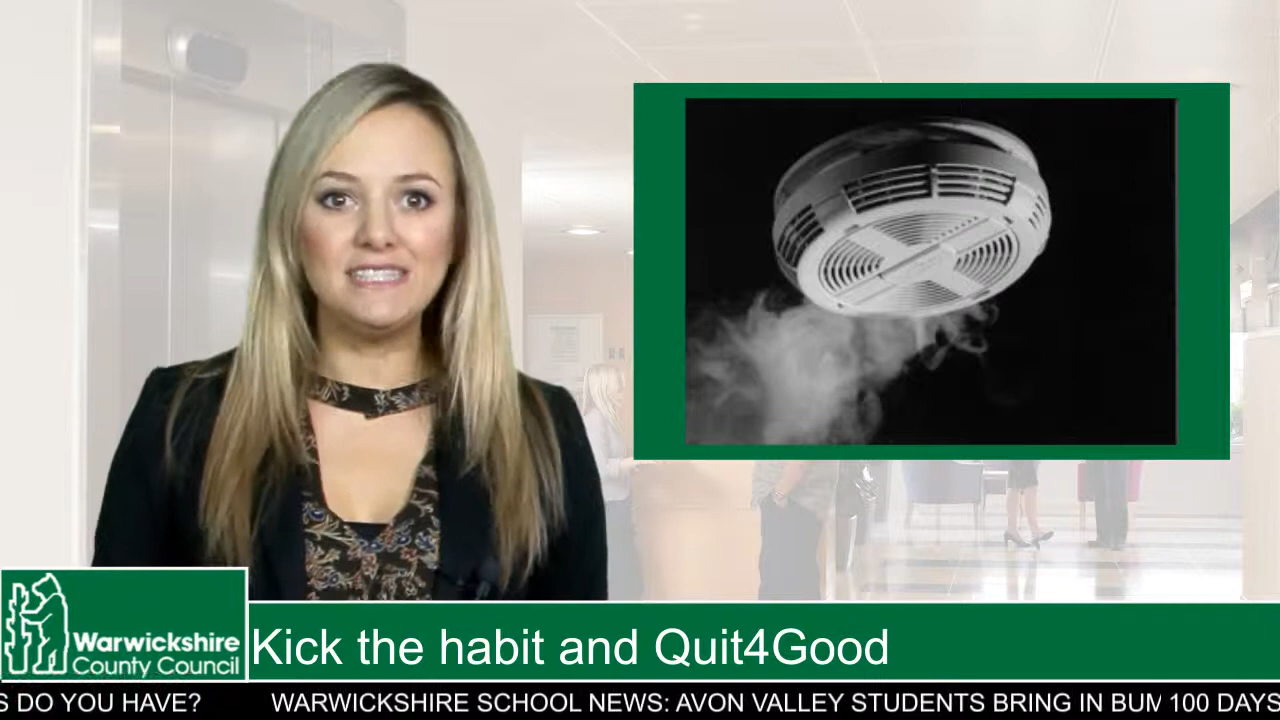 Warwickshire
County Council
Kick the habit and Quit4Good
S DO YOU HAVE? WARWICKSHIRE SCHOOL NEWS: AVON VALLEY STUDENTS BRING IN BUM 100 DAYS